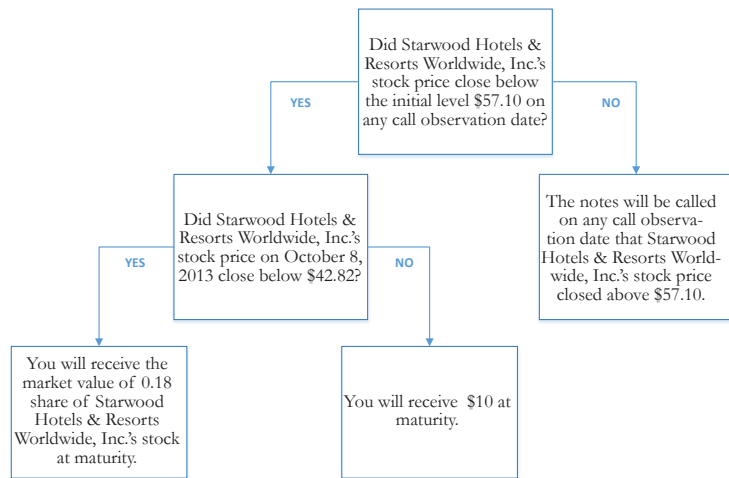 Did Starwood Hotels &
Resorts Worldwide, Inc.'s
stock price close below
the initial level $57.10 on
any call observation date?
YES
NO
Did Starwood Hotels &
Resorts Worldwide, Inc.'s
stock price on October 8,
2013 close below $42.82?
The notes will be called
on any call observa-
tion date that Starwood
Hotels & Resorts World-
wide, Inc.'s stock price
closed above $57.10.
YES
NO
You will receive the
market value of 0.18
share of Starwood
Hotels & Resorts
Worldwide, Inc.'s stock
at maturity.
You will receive $10 at
maturity.